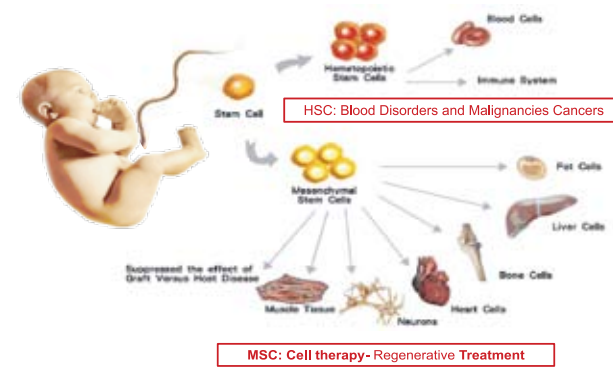 Blood Cells
Hematopoietic
Stem Cells
Immune System
Stem Cell
HSC: Blood Disorders and Malignancies Cancers
Mesenchymal
Stem Cells
Fat Cells
Liver Cells
Bone Cells
Suppressed the effect of
Graft Versus Host Disease
Muscle Tissue
Neurons
Heart Cells
MSC: Cell therapy- Regenerative Treatment